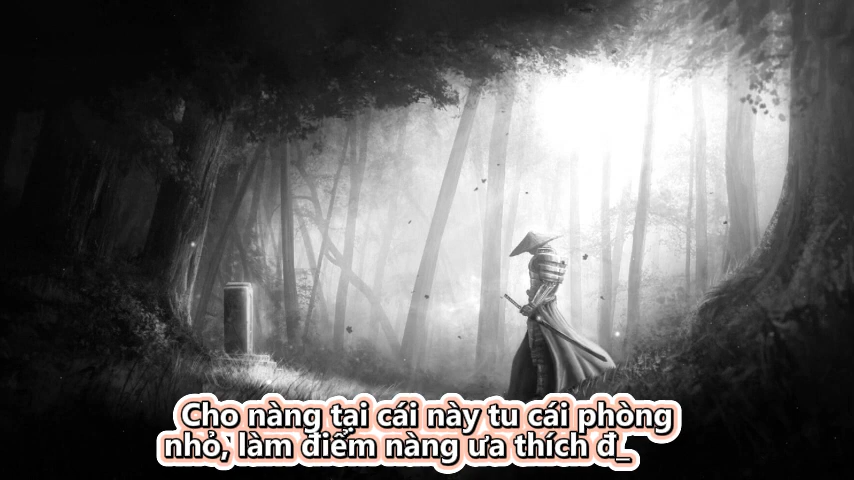 Cho nàng tại cái này tu cái phòng
nhỏ, làm điểm nàng ưa thích đ_